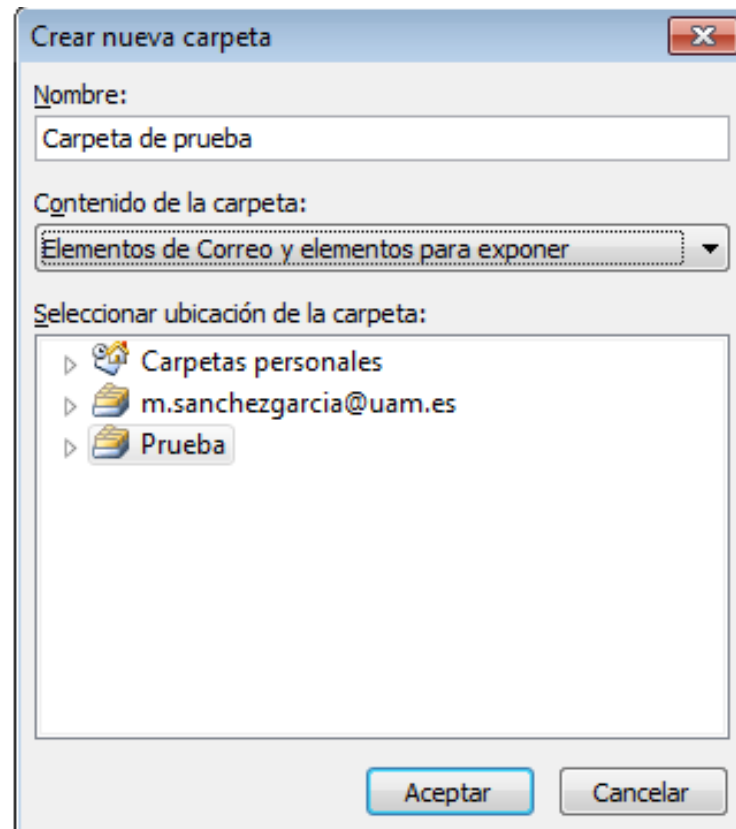 Crear nueva carpeta
Nombre:
Carpeta de prueba
Contenido de la carpeta:
Elementos de Correo y elementos para exponer
Seleccionar ubicación de la carpeta:
Carpetas personales
m.sanchezgarcia@uam.es
Prueba
Aceptar Cancelar